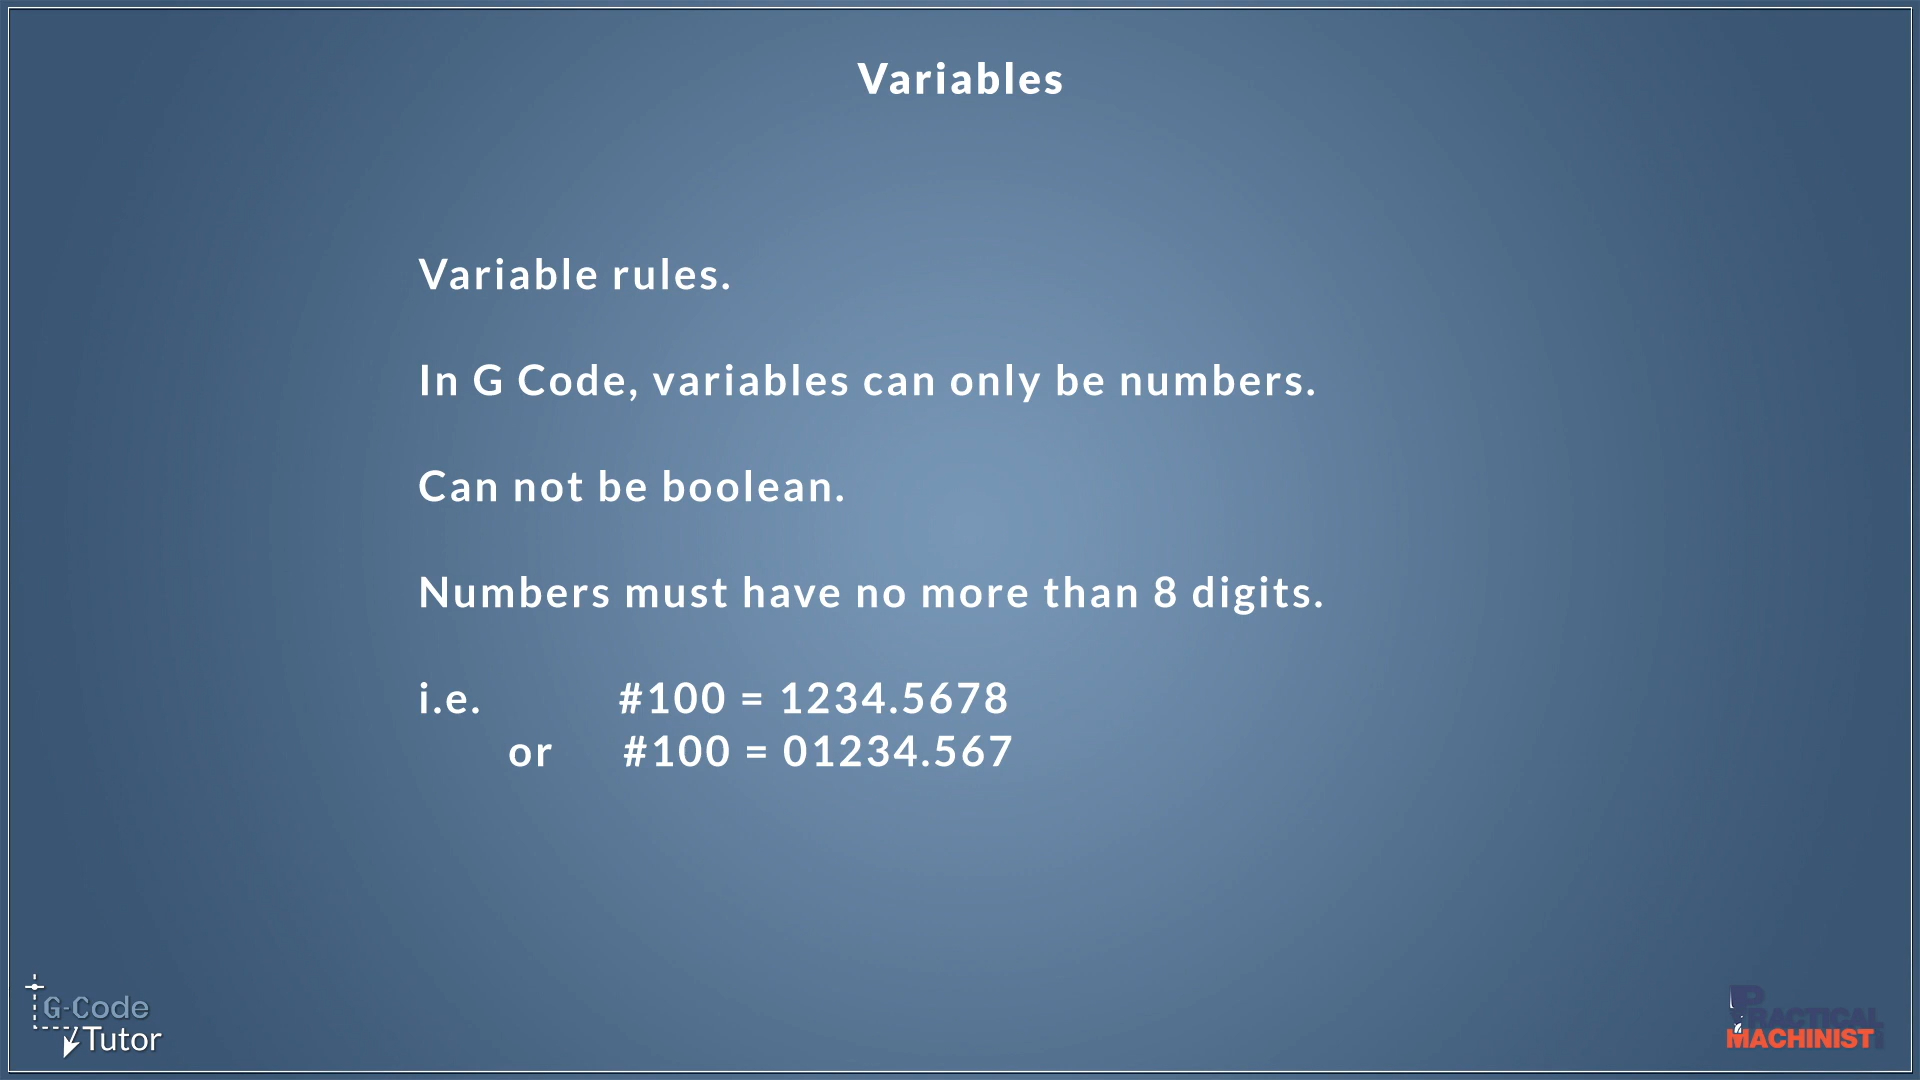 Variables
Variable rules.
In G Code, variables can only be numbers.
Can not be boolean.
Numbers must have no more than 8 digits.
i.e. #100 = 1234.5678
or #100 = 01234.567
G-Code
Tutor
PRACTICAL
MACHINIST